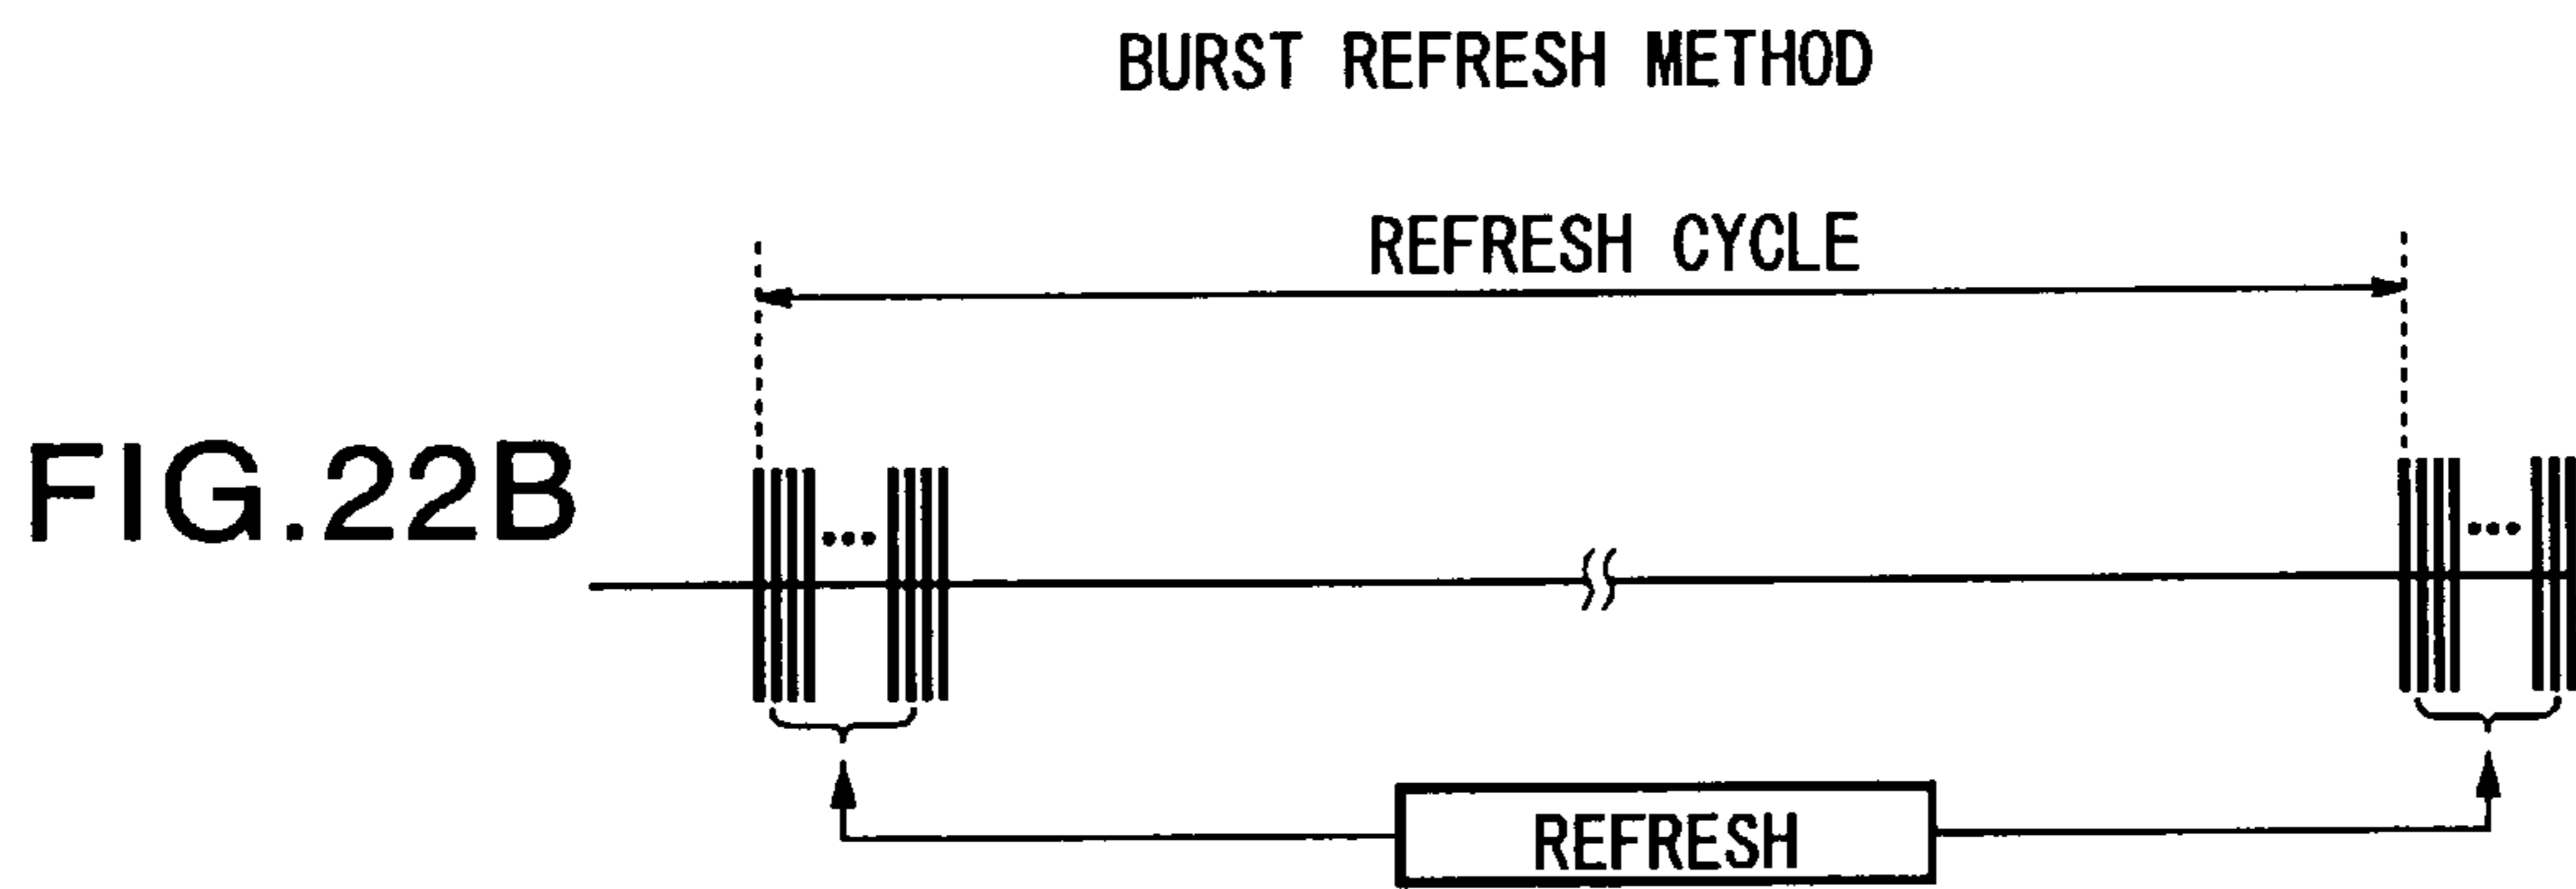 BURST REFRESH METHOD
REFRESH CYCLE
FIG.22B
...
...
REFRESH